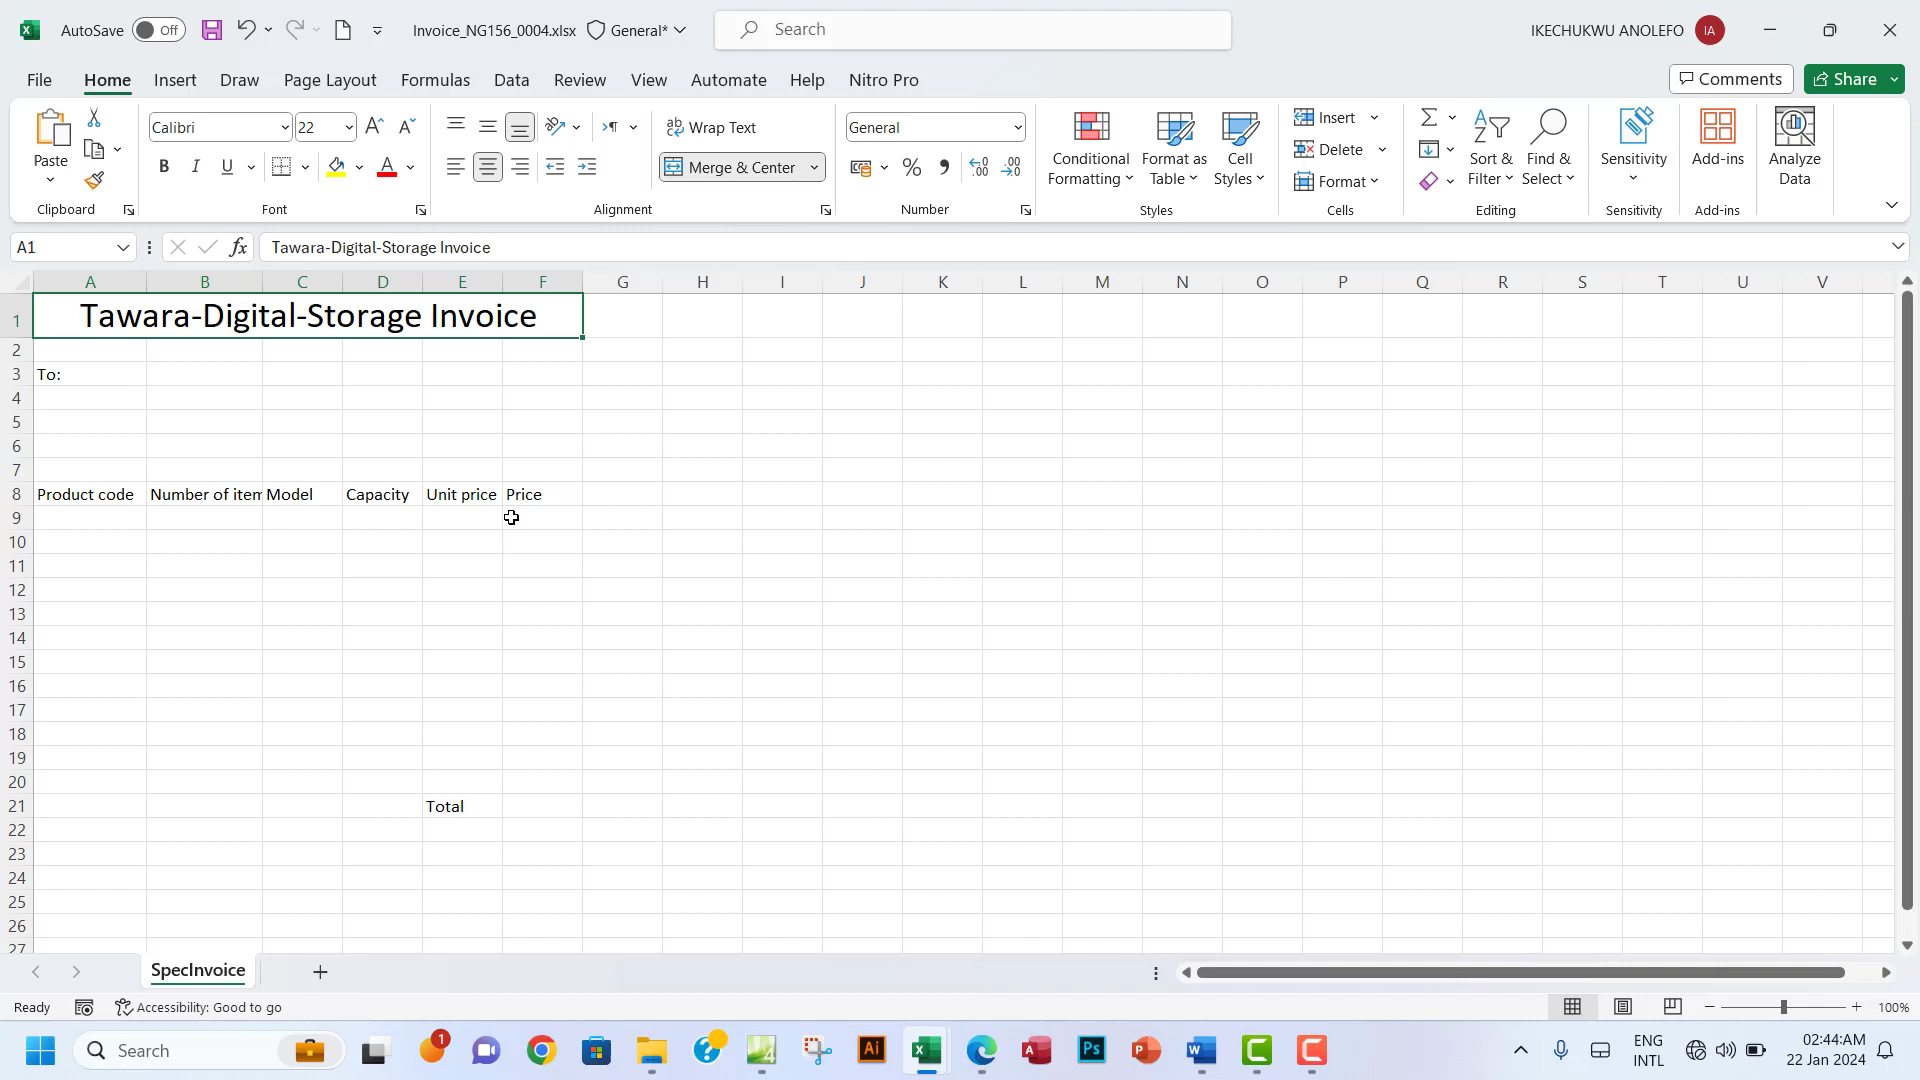 AutoSave Off Invoice_NG156_0004.xlsx General* Search IKECHUKWU ANOLEFO IA
File Home Insert Draw Page Layout Formulas Data Review View Automate Help Nitro Pro Comments Share
Paste Calibri 22 Wrap Text General Conditional Formatting Format as Table Cell Styles Insert Sort & Filter Find & Select Sensitivity Add-ins Analyze Data
B I U Merge & Center Delete
Format
Clipboard Font Alignment Number Styles Cells Editing Sensitivity Add-ins
A1 fx Tawara-Digital-Storage Invoice
A B C D E F G H I J K L M N O P Q R S T U V
1 Tawara-Digital-Storage Invoice
2
3 To:
4
5
6
7
8 Product code Number of item Model Capacity Unit price Price
9
10
11
12
13
14
15
16
17
18
19
20
21 Total
22
23
24
25
26
27
SpecInvoice
Ready Accessibility: Good to go 100%
Search 1 ENG INTL 02:44:AM 22 Jan 2024